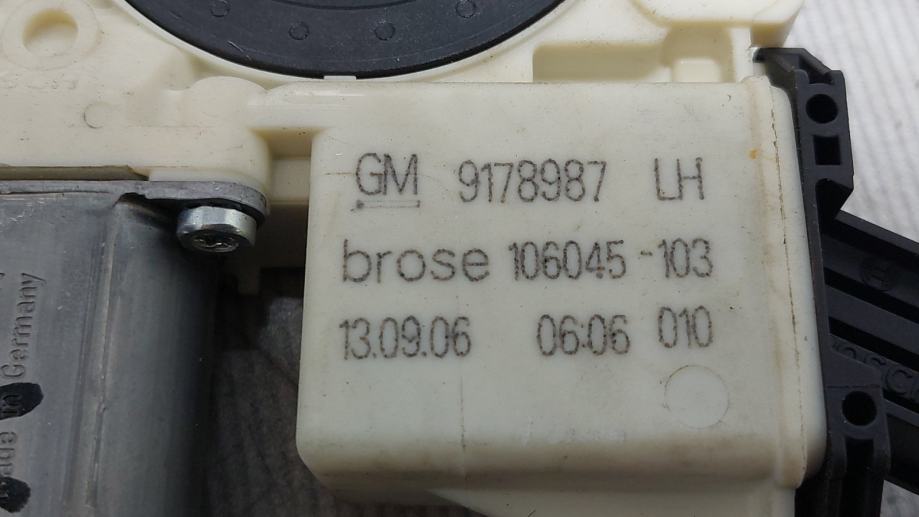 GM 9178987 LH
brose 106045-103
13.09.06 06:06 010
Germany